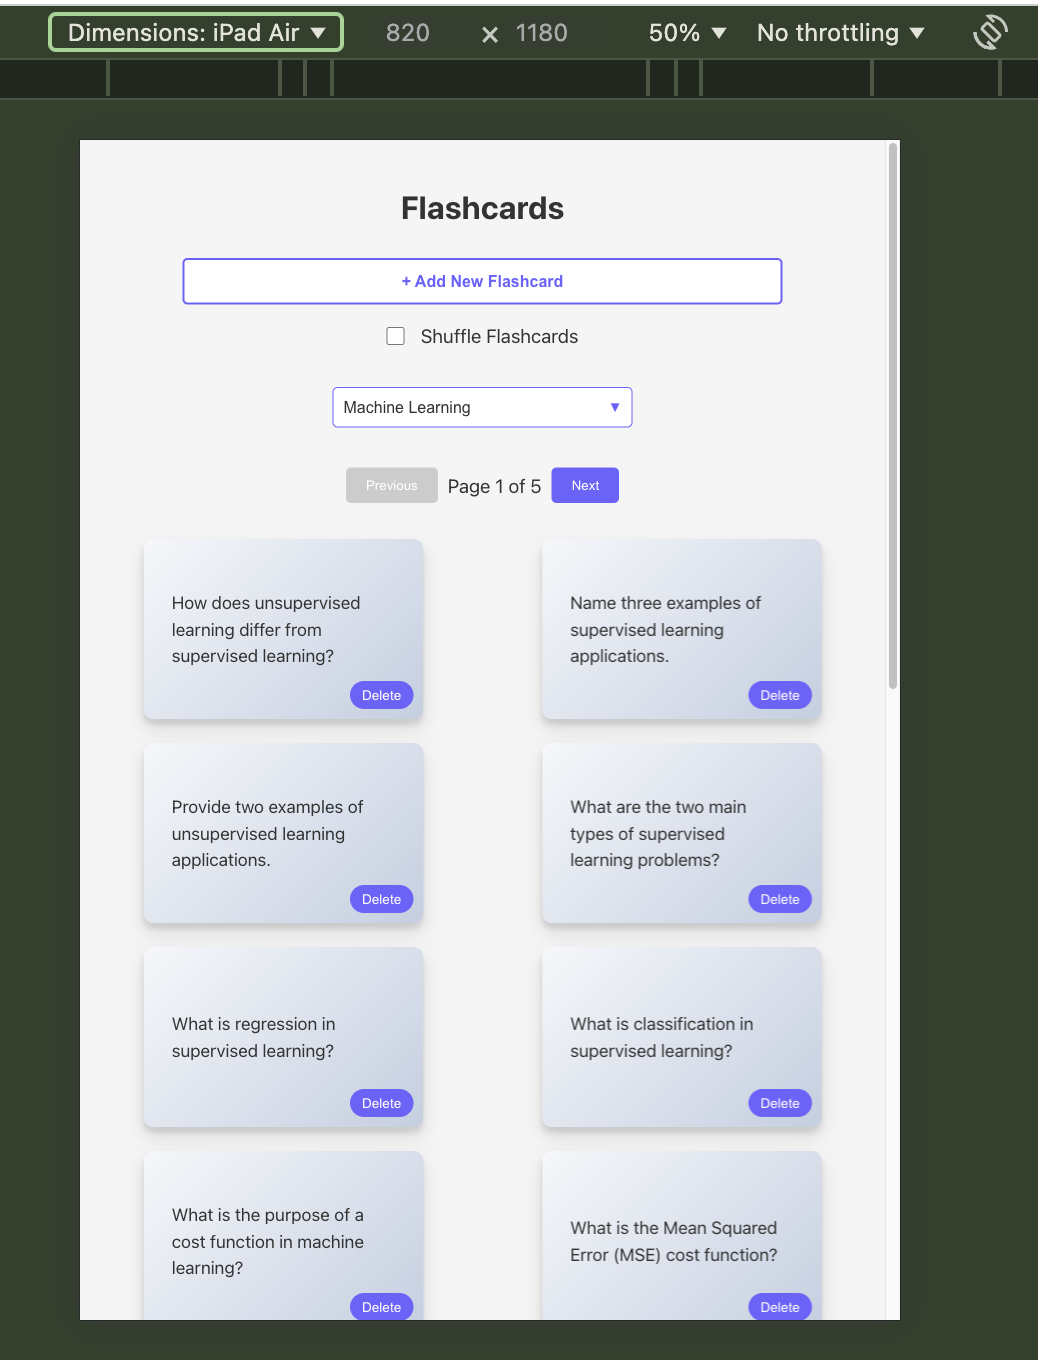 Dimensions: iPad Air ▼ 820 × 1180 50% ▼ No throttling ▼
Flashcards
+ Add New Flashcard
Shuffle Flashcards
Machine Learning ▼
Previous Page 1 of 5 Next
How does unsupervised
learning differ from
supervised learning?
Delete
Name three examples of
supervised learning
applications.
Delete
Provide two examples of
unsupervised learning
applications.
Delete
What are the two main
types of supervised
learning problems?
Delete
What is regression in
supervised learning?
Delete
What is classification in
supervised learning?
Delete
What is the purpose of a
cost function in machine
learning?
Delete
What is the Mean Squared
Error (MSE) cost function?
Delete